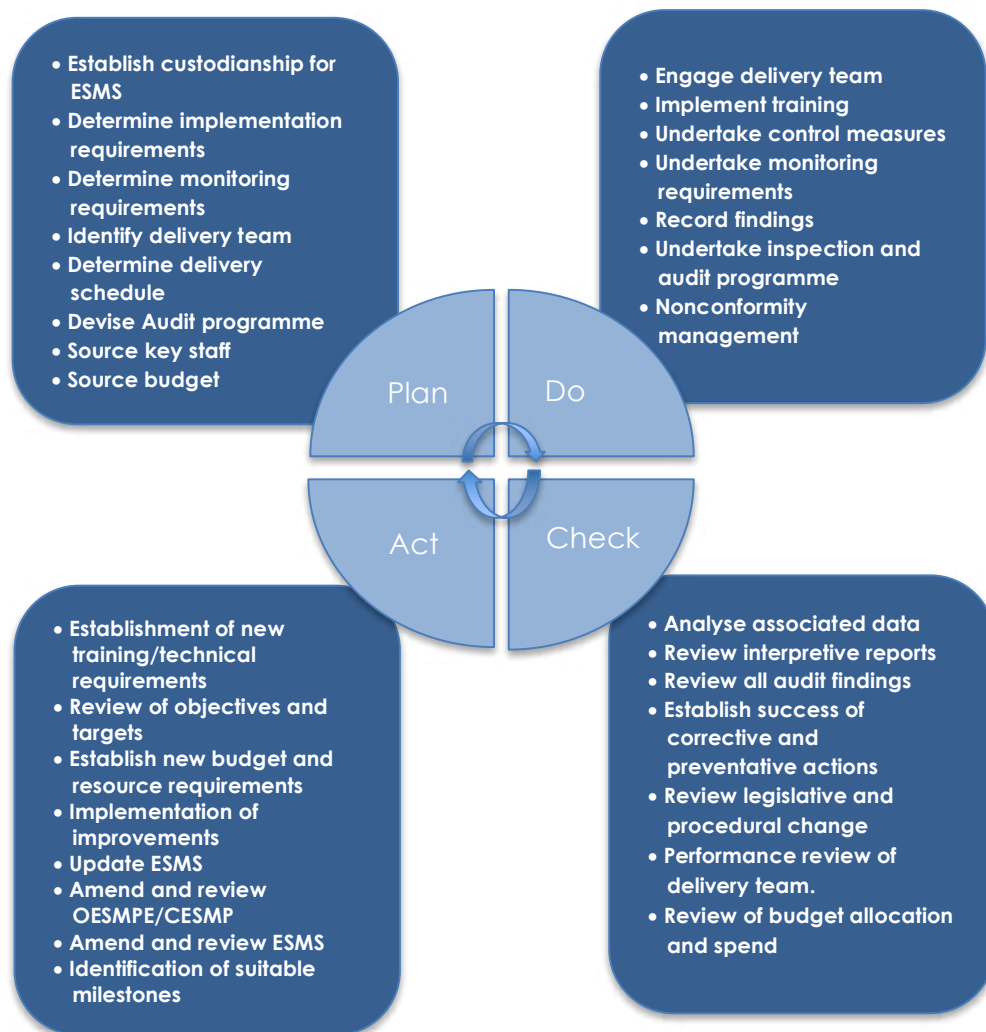 • Establish custodianship for
ESMS
• Determine implementation
requirements
• Determine monitoring
requirements
• Identify delivery team
• Determine delivery
schedule
• Devise Audit programme
• Source key staff
• Source budget
• Engage delivery team
• Implement training
• Undertake control measures
• Undertake monitoring
requirements
• Record findings
• Undertake inspection and
audit programme
• Nonconformity
management
Plan
Do
Act
Check
• Establishment of new
training/technical
requirements
• Review of objectives and
targets
• Establish new budget and
resource requirements
• Implementation of
improvements
• Update ESMS
• Amend and review
OESMPE/CESMP
• Amend and review ESMS
• Identification of suitable
milestones
• Analyse associated data
• Review interpretive reports
• Review all audit findings
• Establish success of
corrective and
preventative actions
• Review legislative and
procedural change
• Performance review of
delivery team.
• Review of budget allocation
and spend